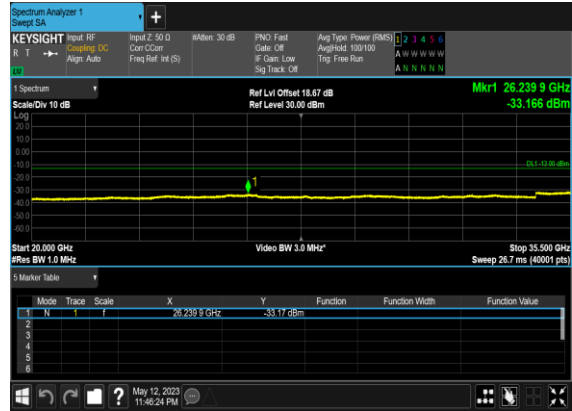 Spectrum Analyzer 1
Swept SA
+
KEYSIGHT Input: RF Input Z: 50 Ω #Atten: 30 dB PNO: Fast Avg Type: Power (RMS) 1 2 3 4 5 6
R T Coupling: DC Corr CCorr Gate: Off Avg|Hold: 100/100 A W W W W W
Align: Auto Freq Ref: Int (S) IF Gain: Low Trig: Free Run
Sig Track: Off A N N N N N
1 Spectrum Ref Lvl Offset 18.67 dB Mkr1 26.239 9 GHz
Scale/Div 10 dB Ref Level 30.00 dBm -33.166 dBm
Log
20.0
10.0
0.00
-10.0 DL1 -13.00 dBm
-20.0 1
-30.0
-40.0
-50.0
-60.0
Start 20.000 GHz Video BW 3.0 MHz* Stop 35.500 GHz
#Res BW 1.0 MHz Sweep 26.7 ms (40001 pts)
5 Marker Table
Mode Trace Scale X Y Function Function Width Function Value
1 N 1 f 26.239 9 GHz -33.17 dBm
2
3
4
5
6
? May 12, 2023
11:46:24 PM